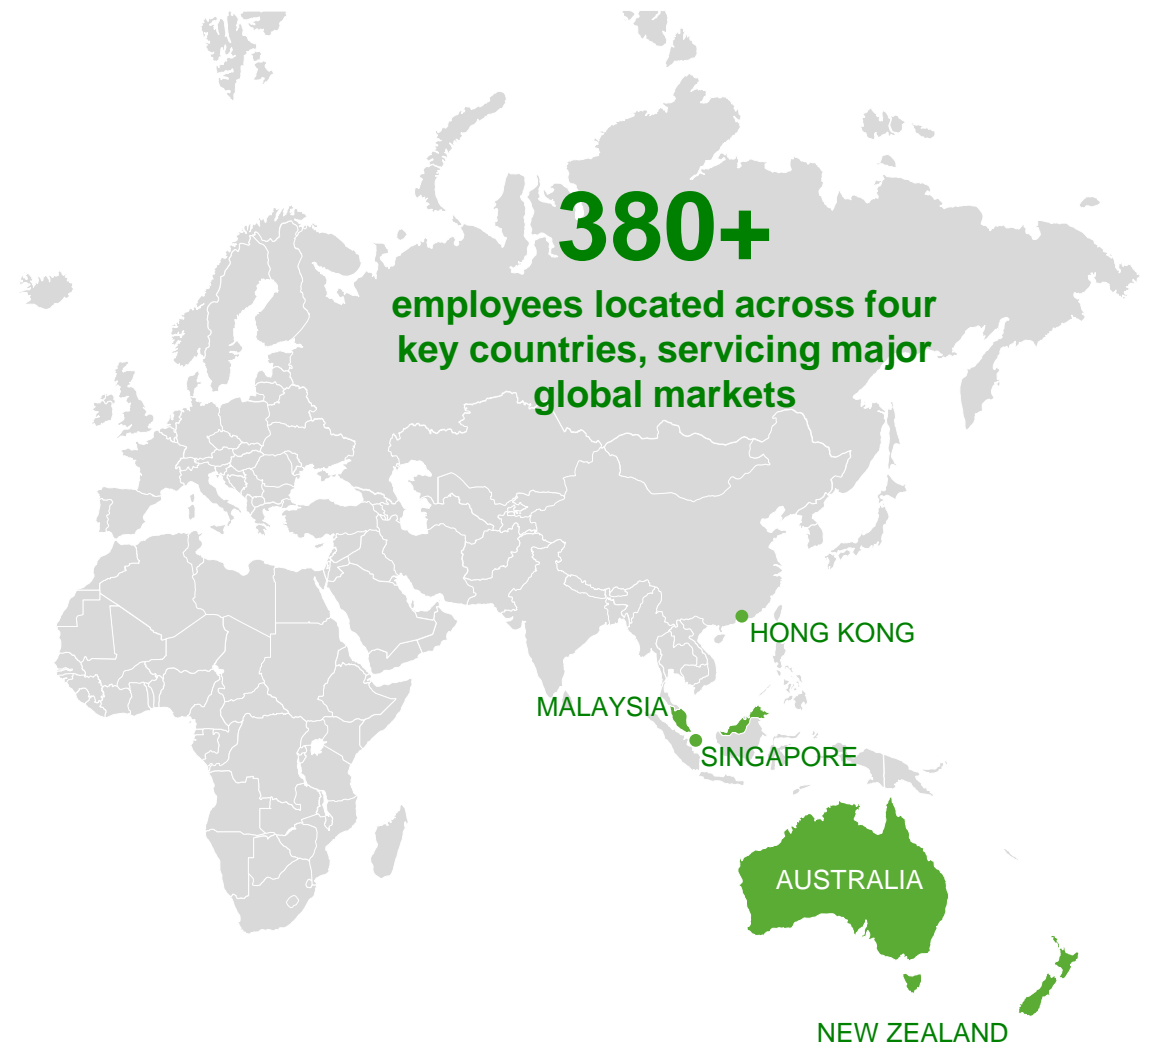 380+
employees located across four
key countries, servicing major
global markets
HONG KONG
MALAYSIA
SINGAPORE
AUSTRALIA
NEW ZEALAND